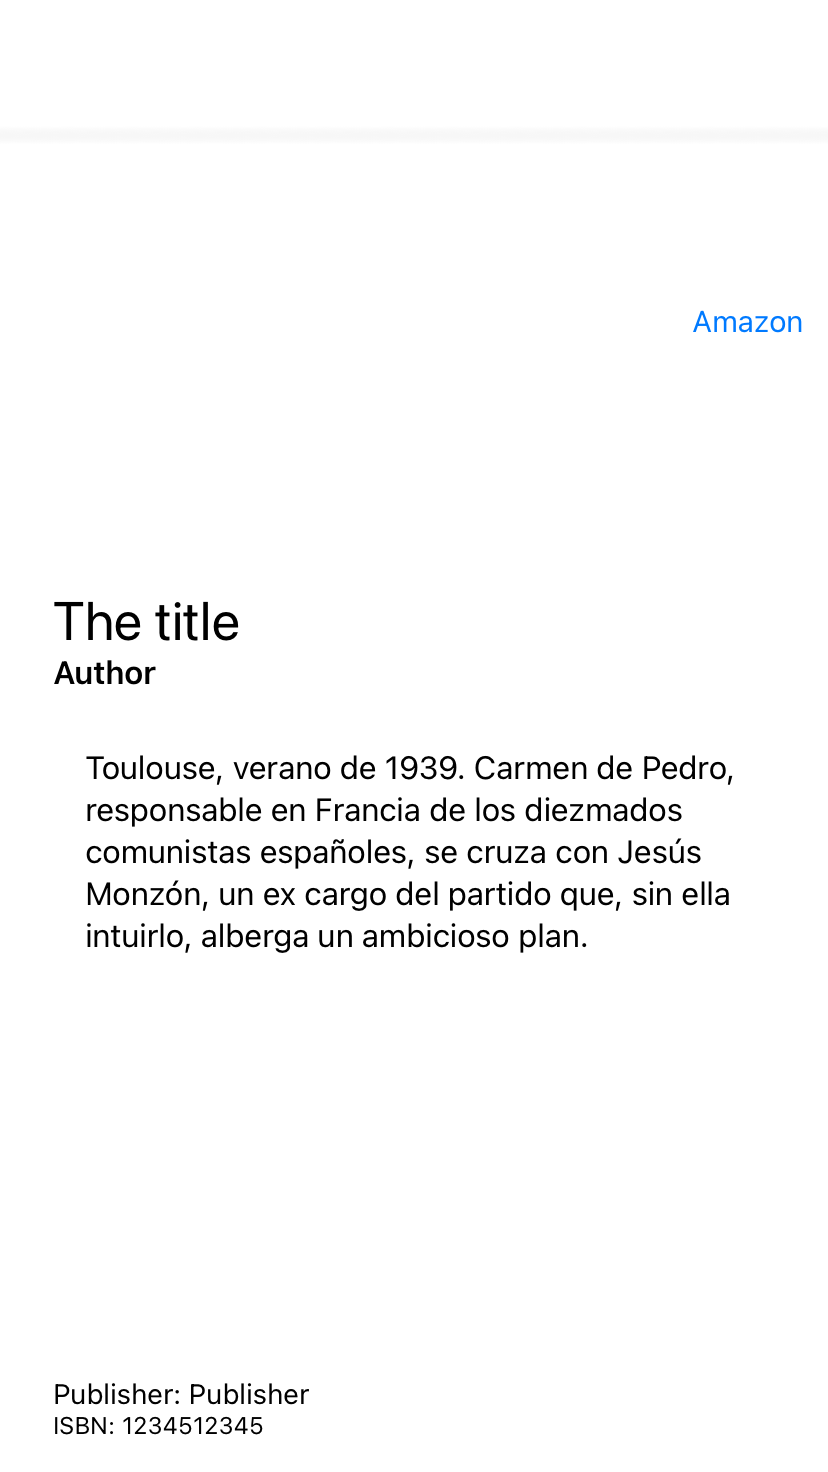 Amazon
The title
Author
Toulouse, verano de 1939. Carmen de Pedro,
responsable en Francia de los diezmados
comunistas españoles, se cruza con Jesús
Monzón, un ex cargo del partido que, sin ella
intuirlo, alberga un ambicioso plan.
Publisher: Publisher
ISBN: 1234512345